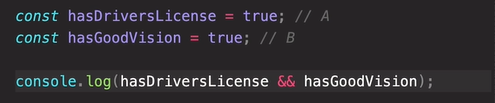 const hasDriversLicense = true; // A
const hasGoodVision = true; // B
console.log(hasDriversLicense && hasGoodVision);